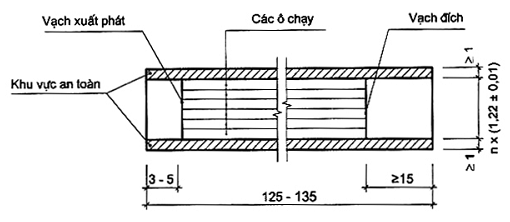 Vạch xuất phát
Các ô chạy
Vạch đích
Khu vực an toàn
≥ 1
n x (1,22 ± 0,01)
≥ 1
3 - 5
≥15
125 - 135